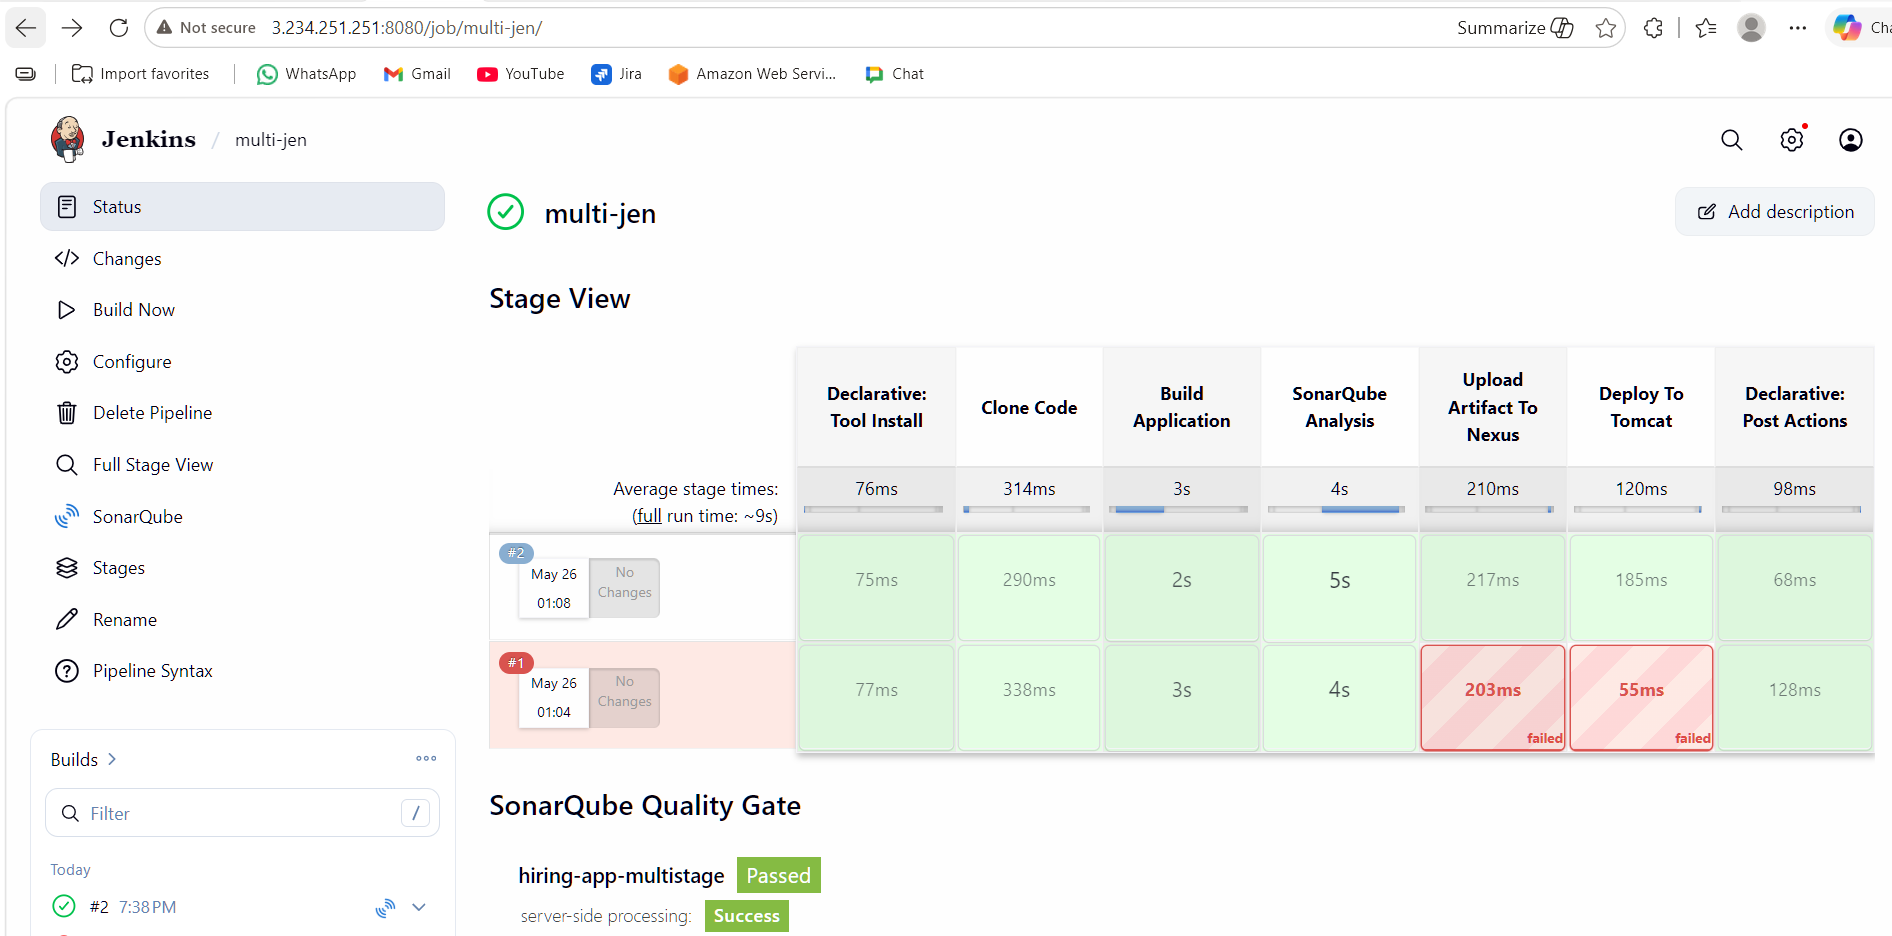 Not secure 3.234.251.251:8080/job/multi-jen/ Summarize
Import favorites WhatsApp Gmail YouTube Jira Amazon Web Servi... Chat
Jenkins / multi-jen
Status
Changes
Build Now
Configure
Delete Pipeline
Full Stage View
SonarQube
Stages
Rename
Pipeline Syntax
Builds
Filter /
Today
#2 7:38 PM
multi-jen
Add description
Stage View
Declarative:
Tool Install
Clone Code
Build
Application
SonarQube
Analysis
Upload
Artifact To
Nexus
Deploy To
Tomcat
Declarative:
Post Actions
Average stage times:
(full run time: ~9s)
76ms 314ms 3s 4s 210ms 120ms 98ms
#2
May 26
01:08
No
Changes
75ms 290ms 2s 5s 217ms 185ms 68ms
#1
May 26
01:04
No
Changes
77ms 338ms 3s 4s 203ms 55ms 128ms
failed failed
SonarQube Quality Gate
hiring-app-multistage Passed
server-side processing: Success